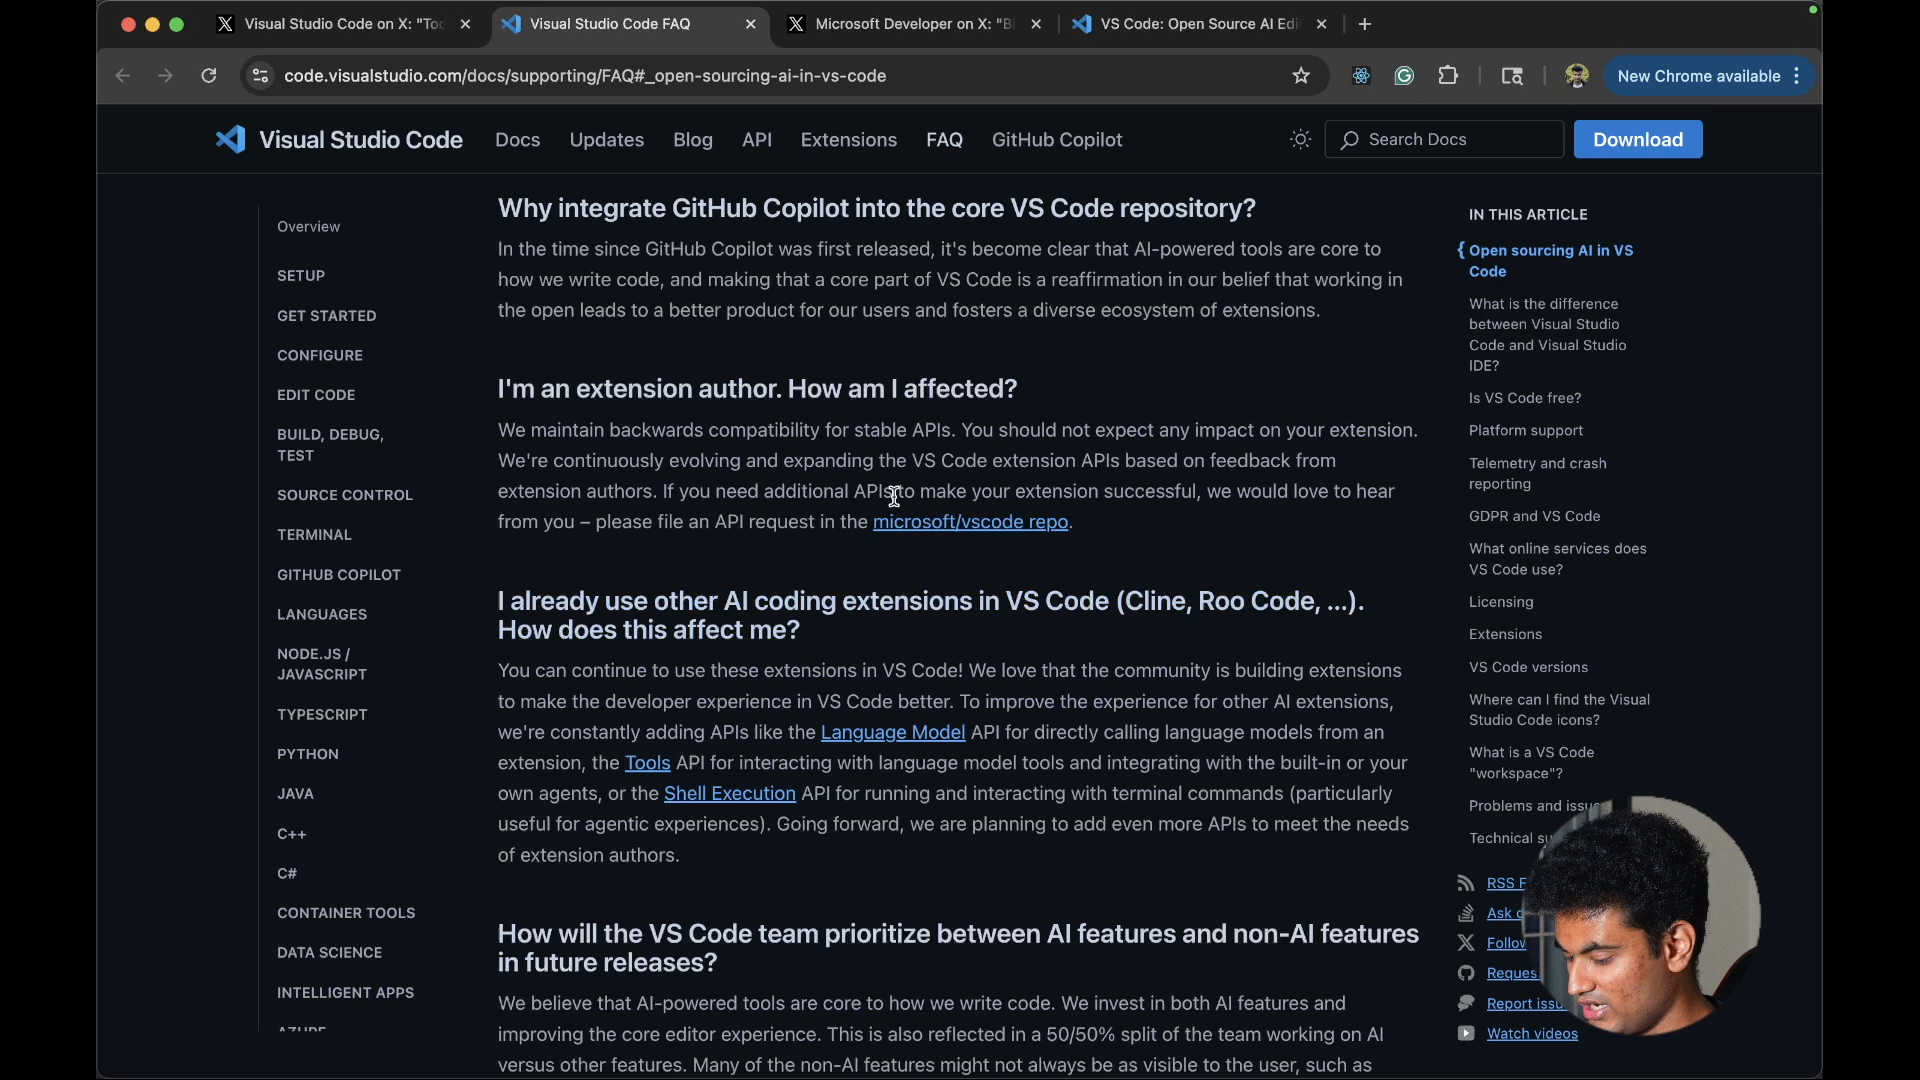 Visual Studio Code on X: "Too
Visual Studio Code FAQ
Microsoft Developer on X: "B
VS Code: Open Source AI Edi
code.visualstudio.com/docs/supporting/FAQ#_open-sourcing-ai-in-vs-code
New Chrome available
Visual Studio Code
Docs
Updates
Blog
API
Extensions
FAQ
GitHub Copilot
Search Docs
Download
Overview
SETUP
GET STARTED
CONFIGURE
EDIT CODE
BUILD, DEBUG,
TEST
SOURCE CONTROL
TERMINAL
GITHUB COPILOT
LANGUAGES
NODE.JS /
JAVASCRIPT
TYPESCRIPT
PYTHON
JAVA
C++
C#
CONTAINER TOOLS
DATA SCIENCE
INTELLIGENT APPS
AZURE
Why integrate GitHub Copilot into the core VS Code repository?
In the time since GitHub Copilot was first released, it's become clear that AI-powered tools are core to
how we write code, and making that a core part of VS Code is a reaffirmation in our belief that working in
the open leads to a better product for our users and fosters a diverse ecosystem of extensions.
I'm an extension author. How am I affected?
We maintain backwards compatibility for stable APIs. You should not expect any impact on your extension.
We're continuously evolving and expanding the VS Code extension APIs based on feedback from
extension authors. If you need additional APIs to make your extension successful, we would love to hear
from you – please file an API request in the microsoft/vscode repo.
I already use other AI coding extensions in VS Code (Cline, Roo Code, ...).
How does this affect me?
You can continue to use these extensions in VS Code! We love that the community is building extensions
to make the developer experience in VS Code better. To improve the experience for other AI extensions,
we're constantly adding APIs like the Language Model API for directly calling language models from an
extension, the Tools API for interacting with language model tools and integrating with the built-in or your
own agents, or the Shell Execution API for running and interacting with terminal commands (particularly
useful for agentic experiences). Going forward, we are planning to add even more APIs to meet the needs
of extension authors.
How will the VS Code team prioritize between AI features and non-AI features
in future releases?
We believe that AI-powered tools are core to how we write code. We invest in both AI features and
improving the core editor experience. This is also reflected in a 50/50% split of the team working on AI
versus other features. Many of the non-AI features might not always be as visible to the user, such as
IN THIS ARTICLE
Open sourcing AI in VS
Code
What is the difference
between Visual Studio
Code and Visual Studio
IDE?
Is VS Code free?
Platform support
Telemetry and crash
reporting
GDPR and VS Code
What online services does
VS Code use?
Licensing
Extensions
VS Code versions
Where can I find the Visual
Studio Code icons?
What is a VS Code
"workspace"?
Problems and issu
Technical su
RSS F
Ask
Follow
Reques
Report issu
Watch videos